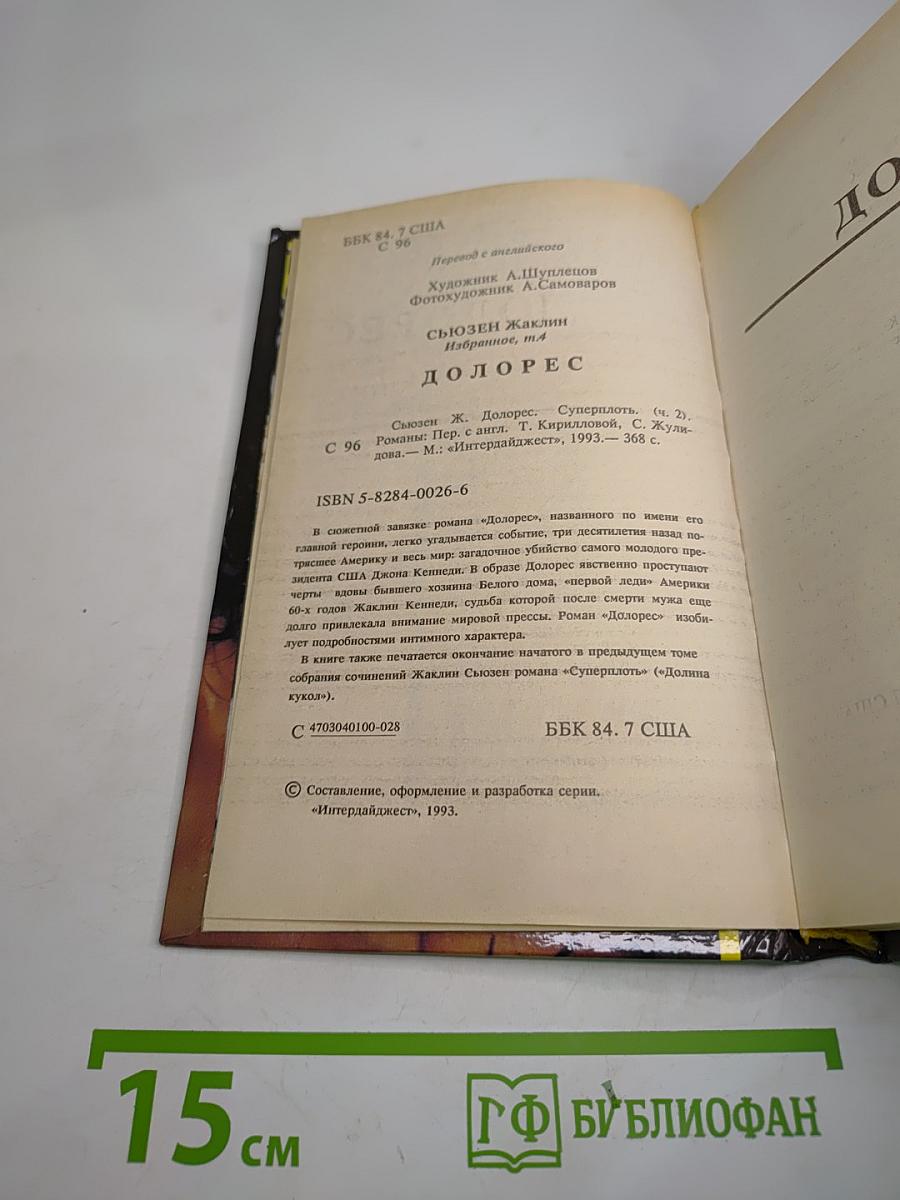 ББК 84. 7 США
С 96
Перевод с английского
Художник А.Шуплецов
Фотохудожник А.Самоваров
СЬЮЗЕН Жаклин
Избранное, т.4
ДОЛОРЕС
Сьюзен Ж. Долорес. Суперплоть. (ч. 2).
С 96 Романы: Пер. с англ. Т. Кирилловой, С. Жули-
дова.— М.: «Интердайджест», 1993.— 368 с.
ISBN 5-8284-0026-6
В сюжетной завязке романа «Долорес», названного по имени его
главной героини, легко угадывается событие, три десятилетия назад по-
трясшее Америку и весь мир: загадочное убийство самого молодого пре-
зидента США Джона Кеннеди. В образе Долорес явственно проступают
черты вдовы бывшего хозяина Белого дома, «первой леди» Америки
60-х годов Жаклин Кеннеди, судьба которой после смерти мужа еще
долго привлекала внимание мировой прессы. Роман «Долорес» изоби-
лует подробностями интимного характера.
В книге также печатается окончание начатого в предыдущем томе
собрания сочинений Жаклин Сьюзен романа «Суперплоть» («Долина
кукол»).
С 4703040100-028
ББК 84. 7 США
© Составление, оформление и разработка серии.
«Интердайджест», 1993.
ДО
15 см
БИБЛИОФАН